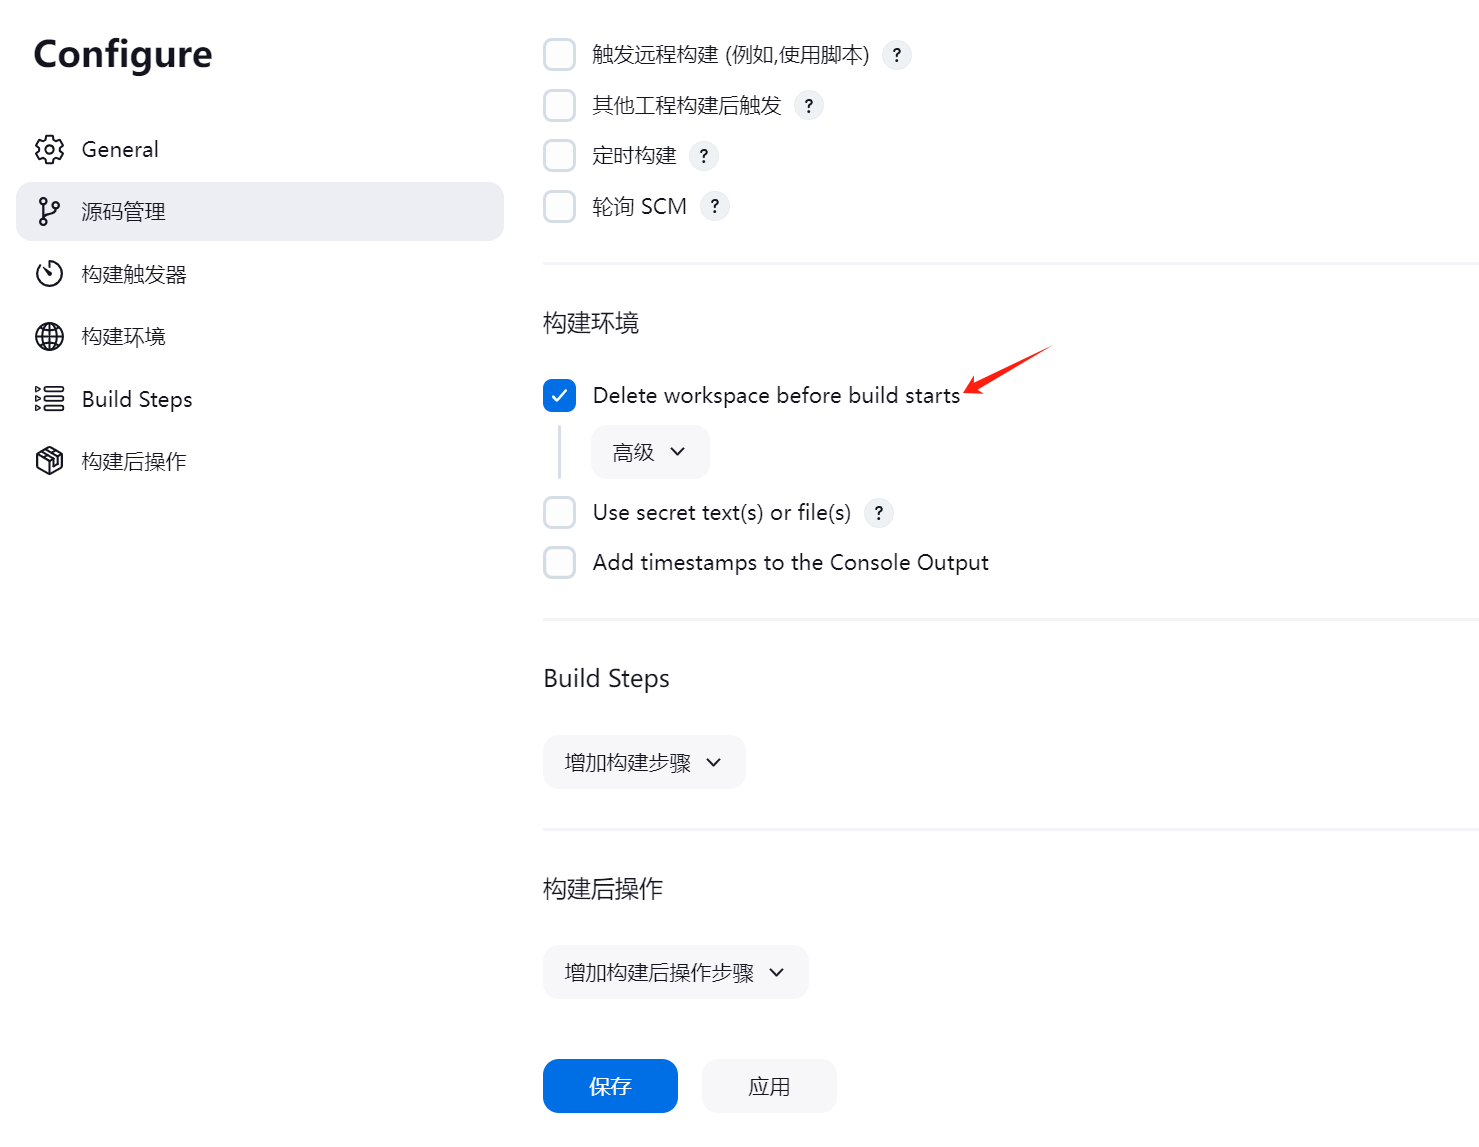 Configure
General
源码管理
构建触发器
构建环境
Build Steps
构建后操作
触发远程构建 (例如,使用脚本) ?
其他工程构建后触发 ?
定时构建 ?
轮询 SCM ?
构建环境
Delete workspace before build starts
高级
Use secret text(s) or file(s) ?
Add timestamps to the Console Output
Build Steps
增加构建步骤
构建后操作
增加构建后操作步骤
保存 应用